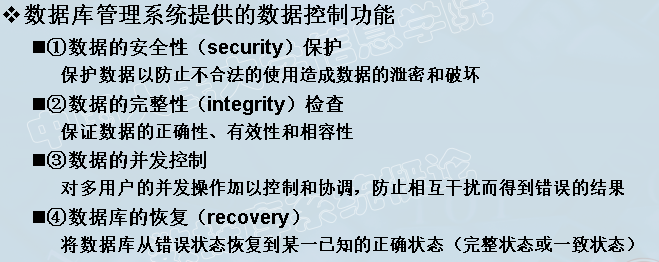 ❖数据库管理系统提供的数据控制功能
■①数据的安全性（security）保护
保护数据以防止不合法的使用造成数据的泄密和破坏
■②数据的完整性（integrity）检查
保证数据的正确性、有效性和相容性
■③数据的并发控制
对多用户的并发操作加以控制和协调，防止相互干扰而得到错误的结果
■④数据库的恢复（recovery）
将数据库从错误状态恢复到某一已知的正确状态（完整状态或一致状态）